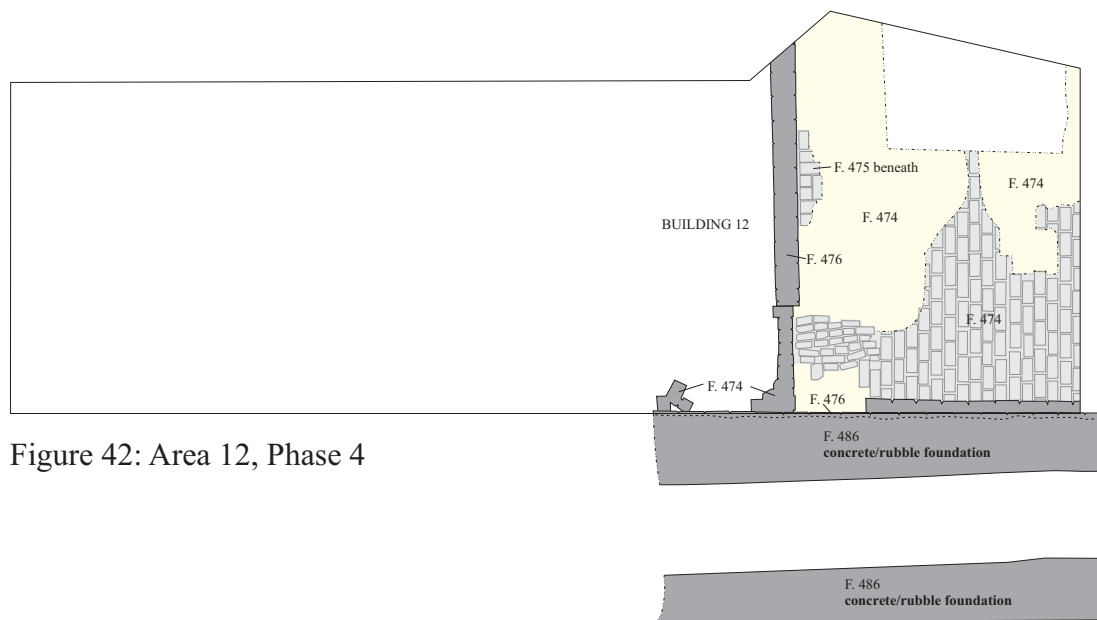 F. 475 beneath
F. 474
F. 474
BUILDING 12
F. 476
F. 474
F. 474
F. 476
F. 486
concrete/rubble foundation
Figure 42: Area 12, Phase 4
F. 486
concrete/rubble foundation